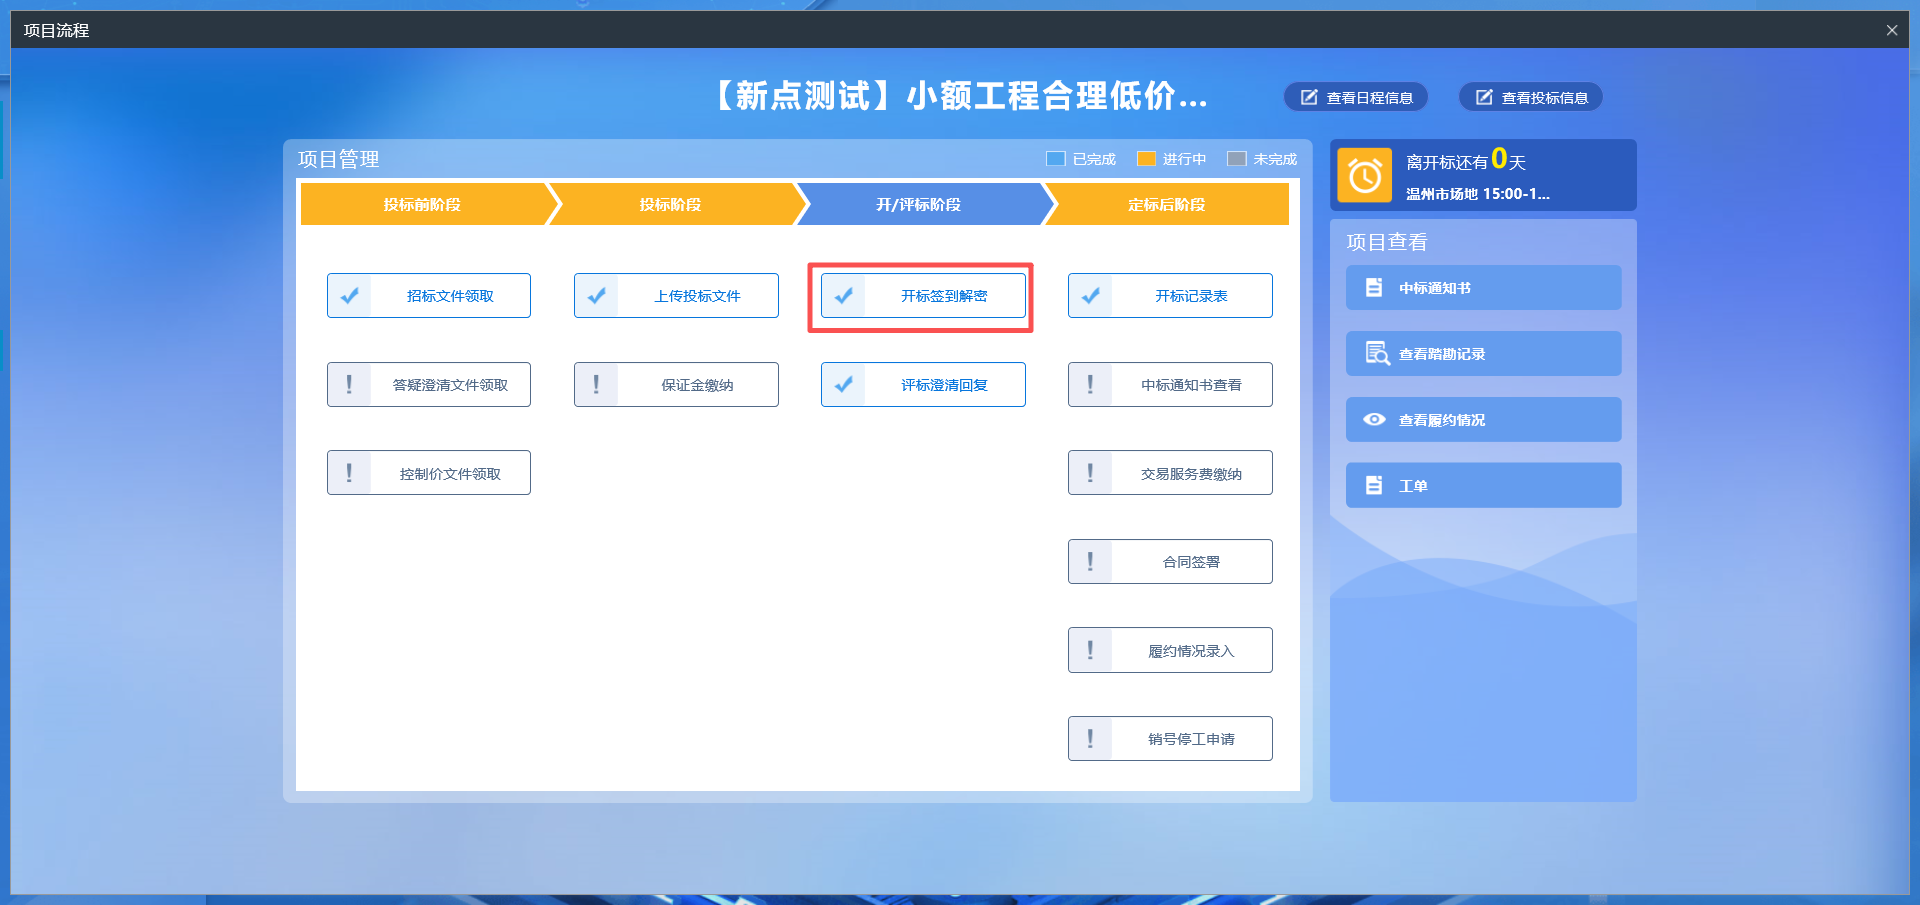 项目流程
【新点测试】小额工程合理低价...
查看日程信息
查看投标信息
项目管理
已完成
进行中
未完成
投标前阶段
投标阶段
开/评标阶段
定标后阶段
招标文件领取
上传投标文件
开标签到解密
开标记录表
答疑澄清文件领取
保证金缴纳
评标澄清回复
中标通知书查看
控制价文件领取
交易服务费缴纳
合同签署
履约情况录入
销号停工申请
离开标还有0天
温州市场地 15:00-1...
项目查看
中标通知书
查看踏勘记录
查看履约情况
工单